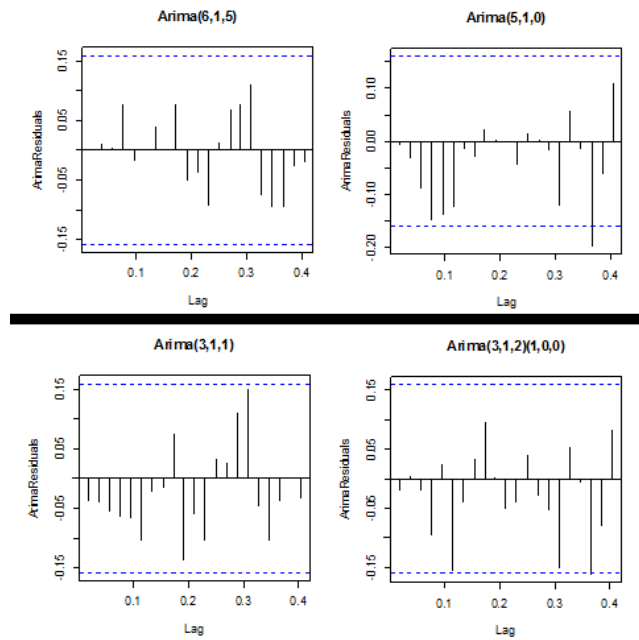 Arima(6,1,5)
ArimaResiduals
0.15
0.05
-0.05
-0.15
0.1 0.2 0.3 0.4
Lag
Arima(5,1,0)
ArimaResiduals
0.10
0.00
-0.10
-0.20
0.1 0.2 0.3 0.4
Lag
Arima(3,1,1)
ArimaResiduals
0.15
0.05
-0.05
-0.15
0.1 0.2 0.3 0.4
Lag
Arima(3,1,2)(1,0,0)
ArimaResiduals
0.15
0.05
-0.05
-0.15
0.1 0.2 0.3 0.4
Lag